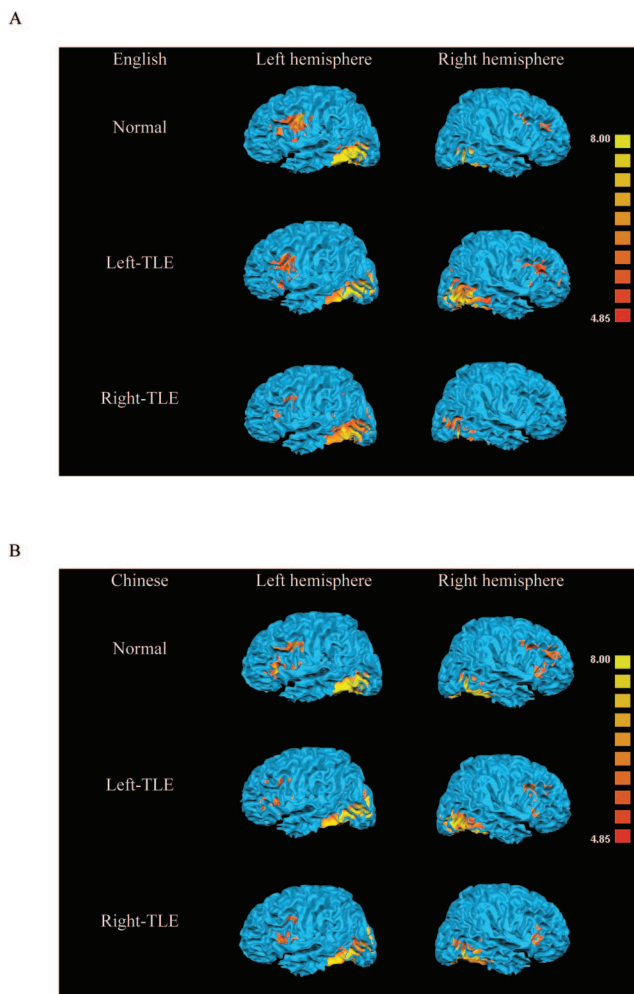 A
English Left hemisphere Right hemisphere
Normal
8.00
Left-TLE
4.85
Right-TLE
B
Chinese Left hemisphere Right hemisphere
Normal
8.00
Left-TLE
4.85
Right-TLE